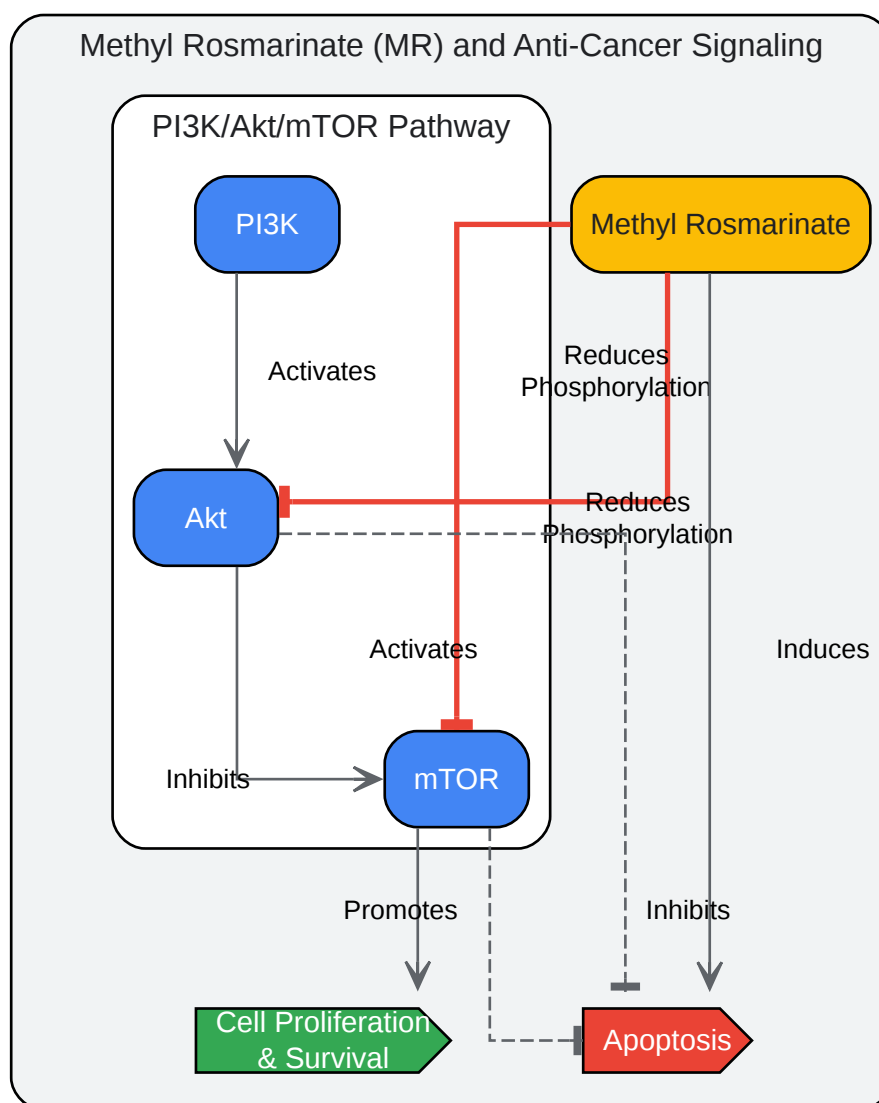 Methyl Rosmarinate (MR) and Anti-Cancer Signaling
PI3K/Akt/mTOR Pathway
PI3K
Methyl Rosmarinate
Reduces
Phosphorylation
Activates
Akt
Reduces
Phosphorylation
Activates
Induces
Inhibits
mTOR
Promotes
Inhibits
Cell Proliferation
& Survival
Apoptosis